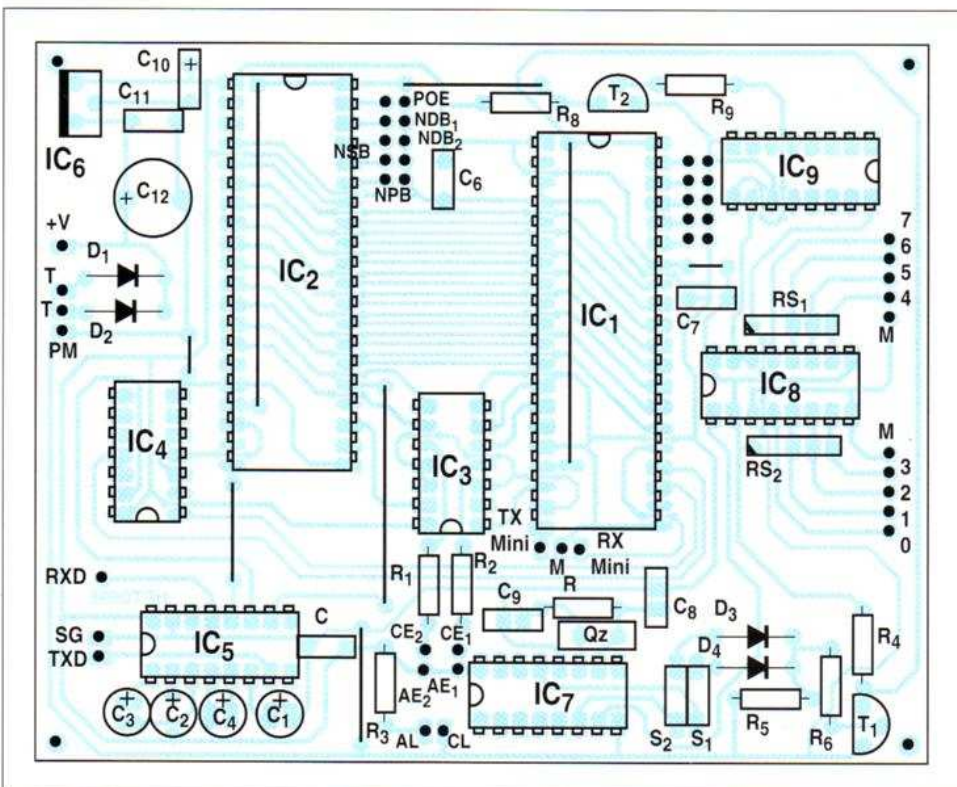 C10
C11
IC6
C12
+V
D1
T
T
D2
PM
IC2
POE
NDB1
NDB2
NSB
NPB
C6
R8
T2
R9
IC9
IC1
7
6
5
4
M
C7
RS1
IC8
RS2
M
3
2
1
0
IC4
IC3
TX
Mini
M
RX
Mini
RXD
SG
TXD
IC5
C
C3
C2
C4
C1
R1
R2
CE2
CE1
AE2
AE1
R3
AL
CL
C9
R
Qz
C8
IC7
S2
S1
D3
D4
R5
R6
R4
T1